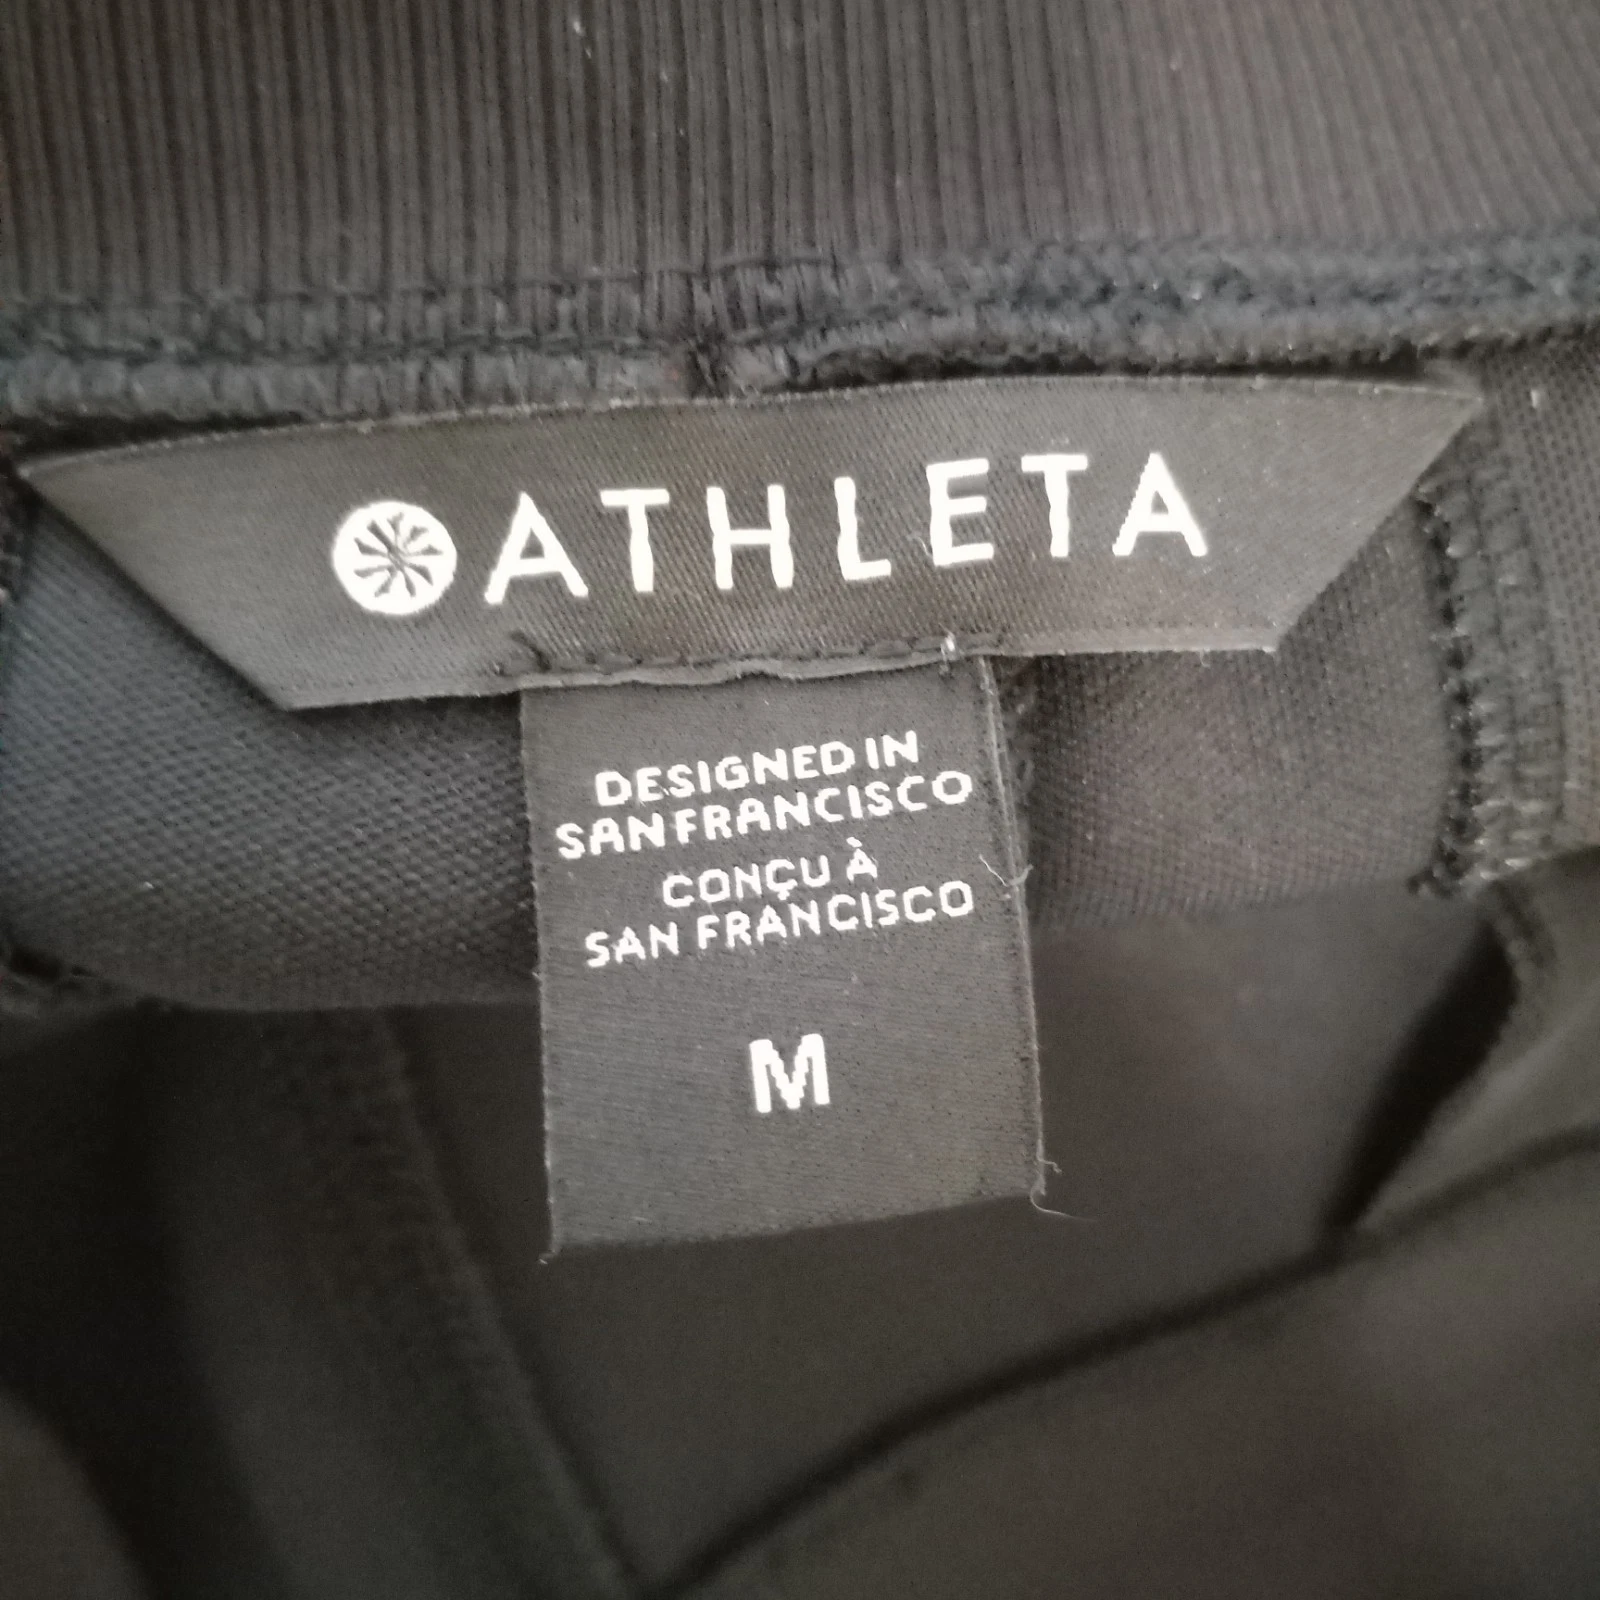 ATHLETA
DESIGNED IN
SAN FRANCISCO
CONÇU À
SAN FRANCISCO
M